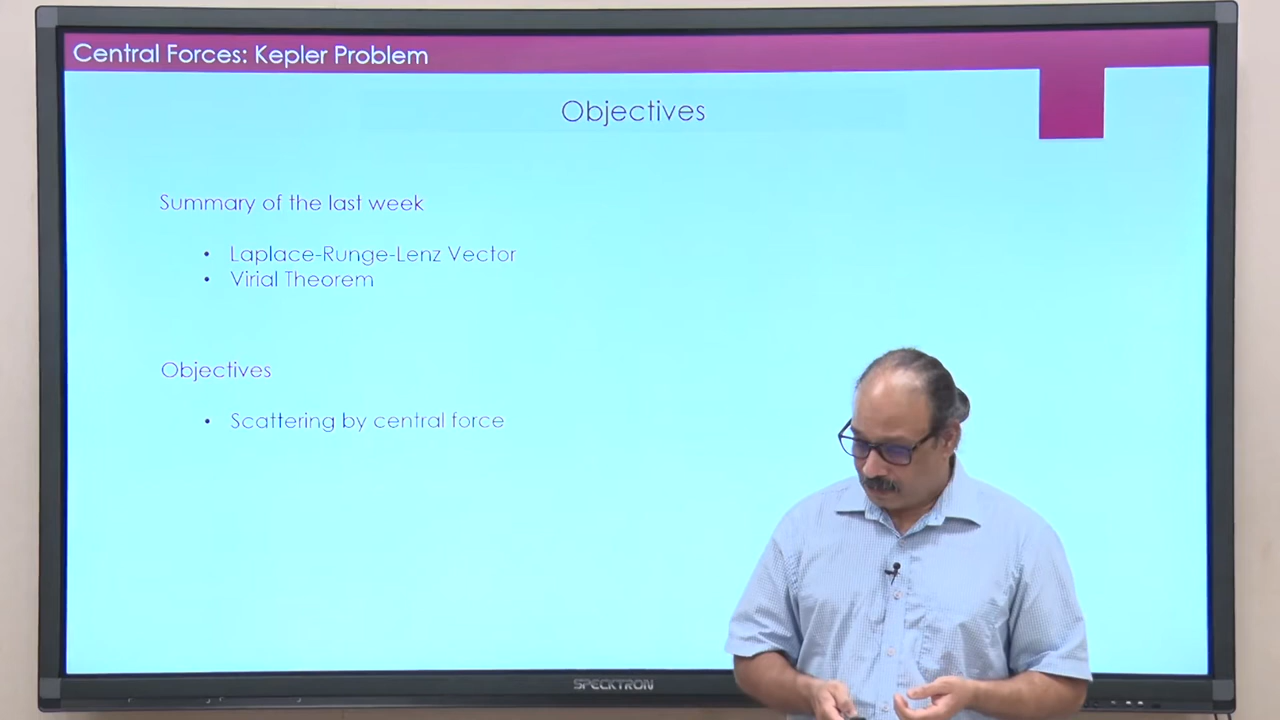 Central Forces: Kepler Problem
Objectives
Summary of the last week
• Laplace-Runge-Lenz Vector
• Virial Theorem
Objectives
• Scattering by central force
SPECKTRON